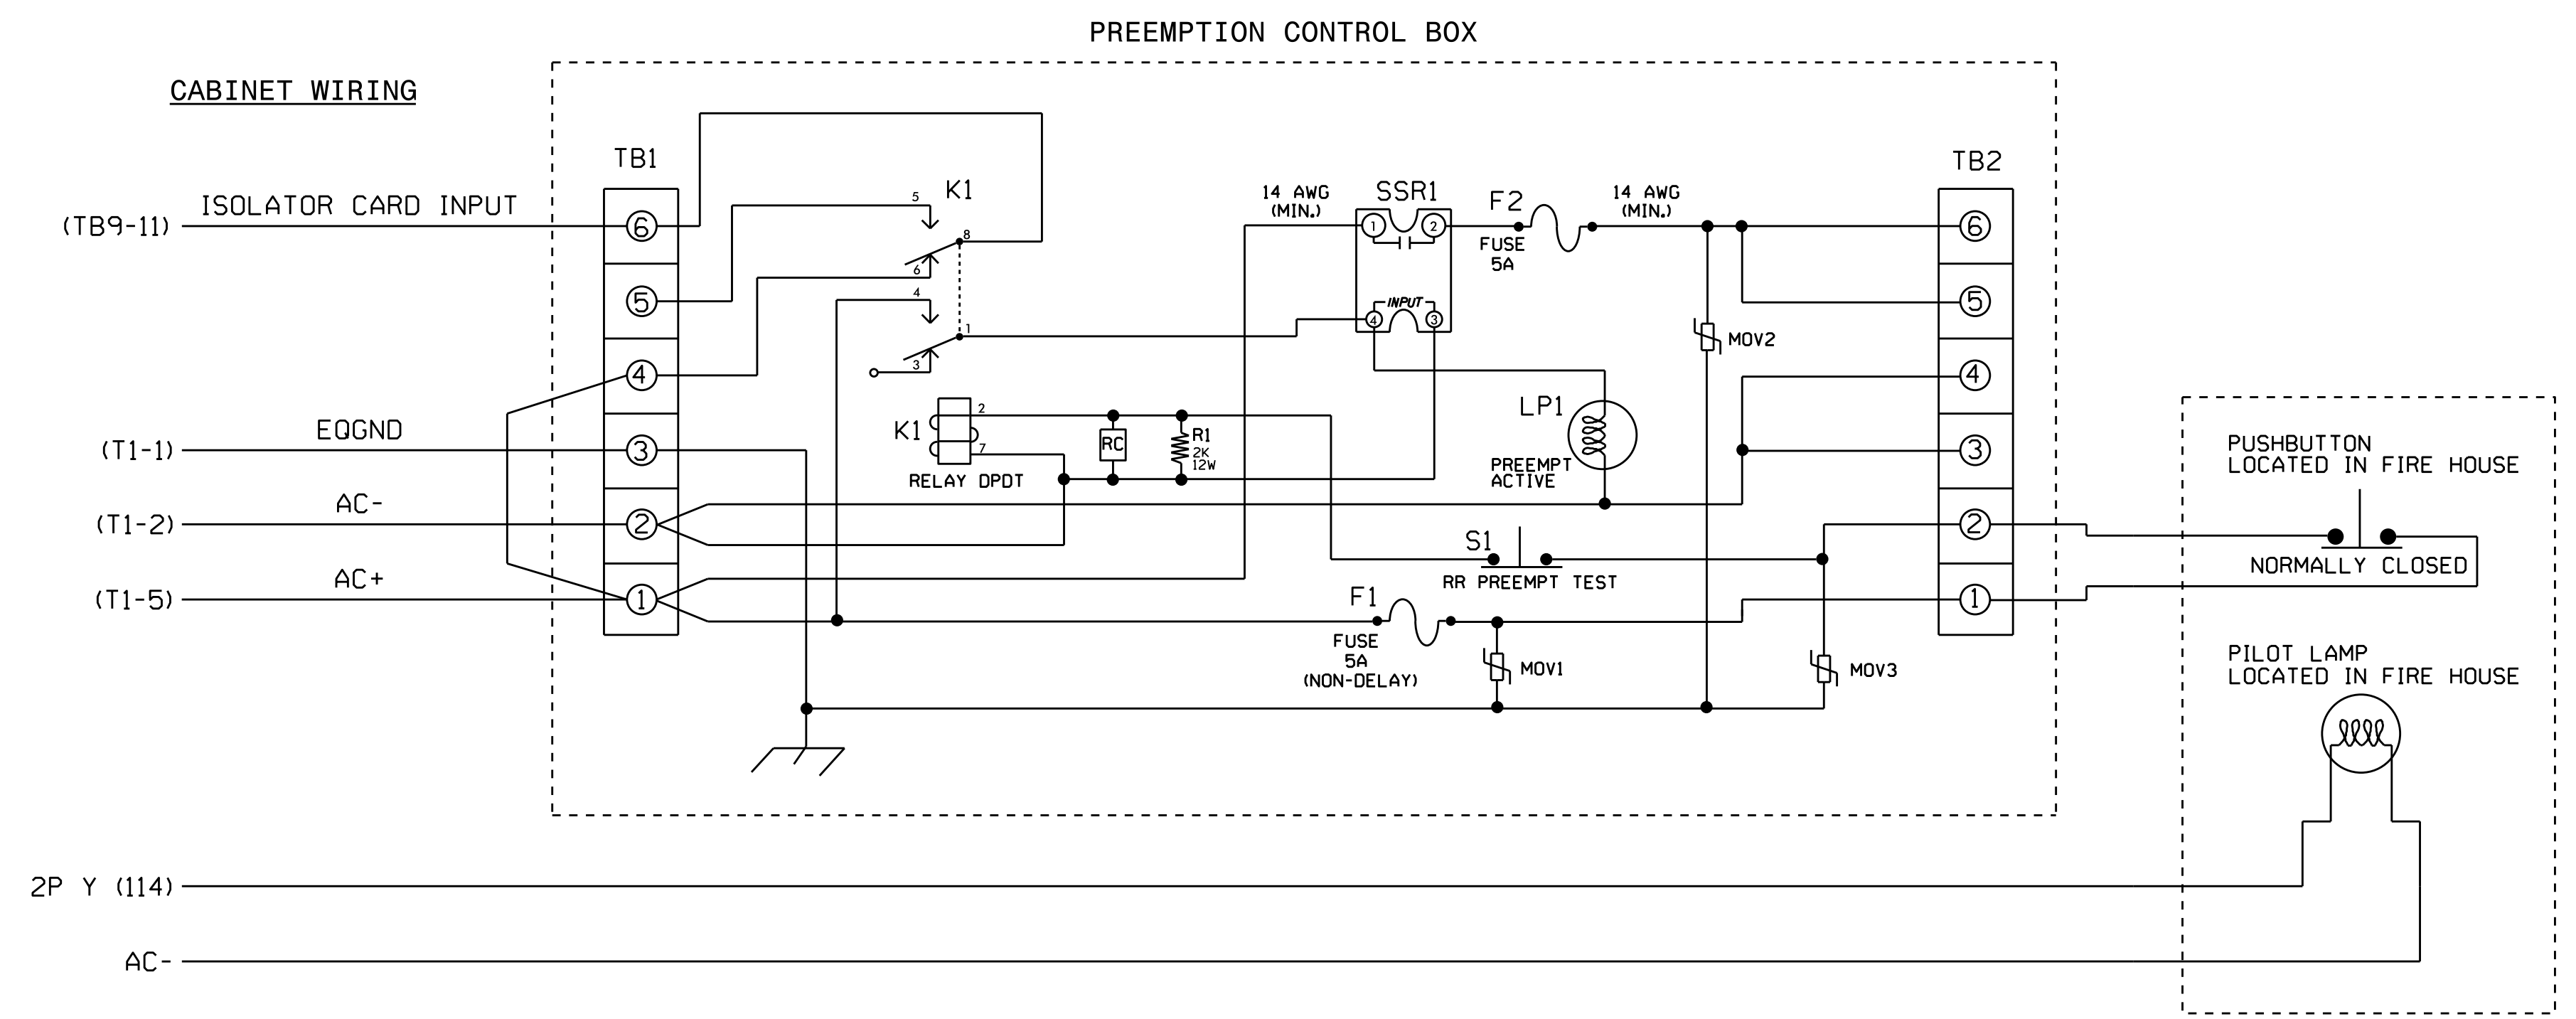 PREEMPTION CONTROL BOX
CABINET WIRING
TB1
TB2
(TB9-11)
ISOLATOR CARD INPUT
6
5
4
3
2
1
(T1-1)
EQGND
(T1-2)
AC-
(T1-5)
AC+
K1
5
8
6
4
1
3
14 AWG
(MIN.)
SSR1
1
2
INPUT
4
3
F2
FUSE
5A
14 AWG
(MIN.)
MOV2
6
5
4
3
2
1
K1
2
7
RELAY DPDT
RC
R1
2K
12W
LP1
PREEMPT
ACTIVE
S1
RR PREEMPT TEST
F1
FUSE
5A
(NON-DELAY)
MOV1
MOV3
PUSHBUTTON
LOCATED IN FIRE HOUSE
NORMALLY CLOSED
PILOT LAMP
LOCATED IN FIRE HOUSE
2P Y (114)
AC-